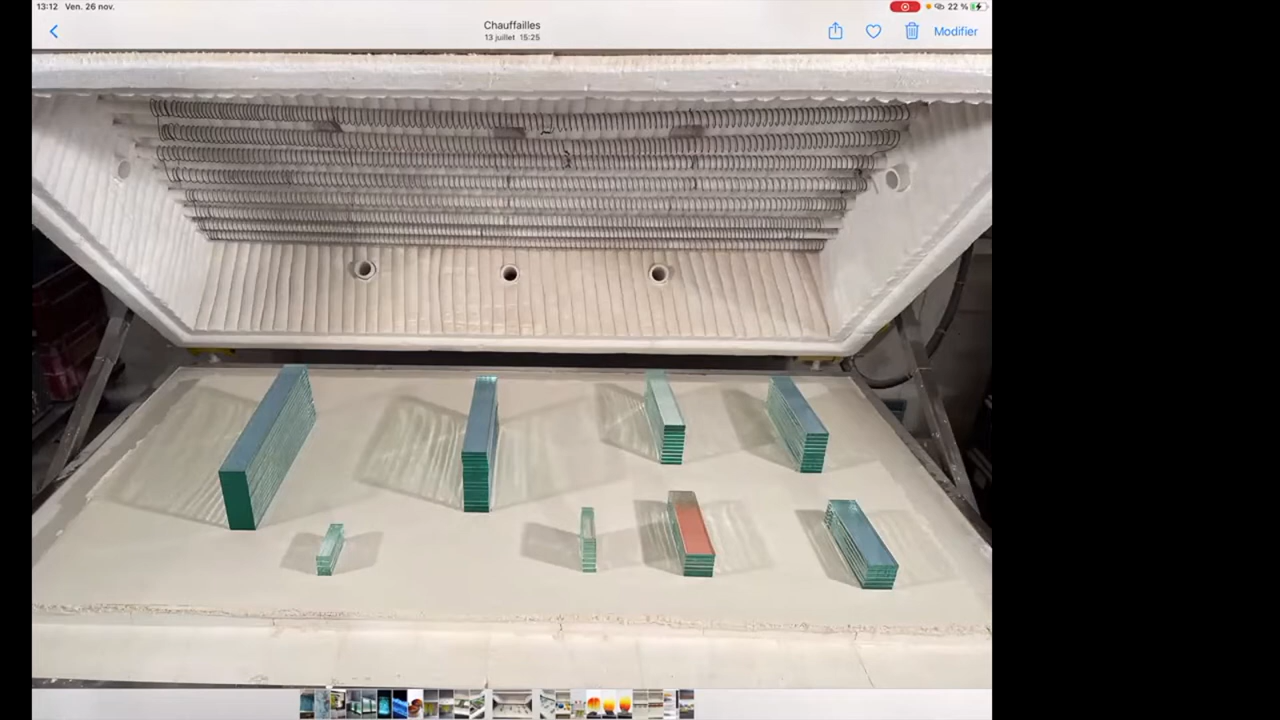 13:12 Ven. 26 nov.
22 %
Chauffailles
13 juillet 15:25
Modifier